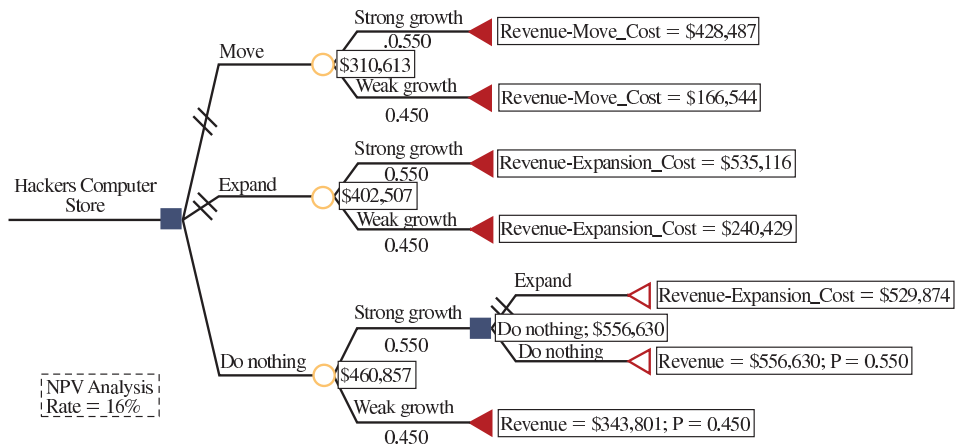 Strong growth
.0.550
Revenue-Move_Cost = $428,487
Move
$310,613
Weak growth
0.450
Revenue-Move_Cost = $166,544
Strong growth
0.550
Revenue-Expansion_Cost = $535,116
Hackers Computer
Store
Expand
$402,507
Weak growth
0.450
Revenue-Expansion_Cost = $240,429
Expand
Revenue-Expansion_Cost = $529,874
Strong growth
0.550
Do nothing; $556,630
Do nothing
Revenue = $556,630; P = 0.550
Do nothing
$460,857
NPV Analysis
Rate = 16%
Weak growth
0.450
Revenue = $343,801; P = 0.450